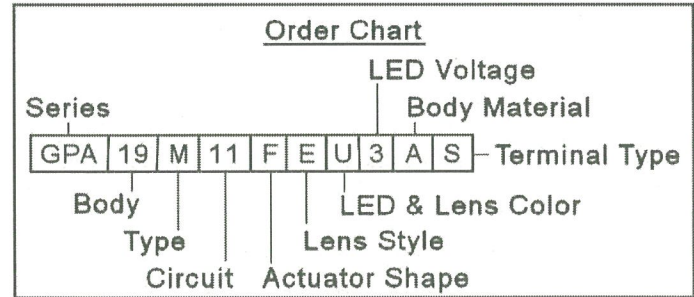 Order Chart
LED Voltage
Series Body Material
GPA 19 M 11 F E U 3 A S Terminal Type
Body LED & Lens Color
Type Lens Style
Circuit Actuator Shape